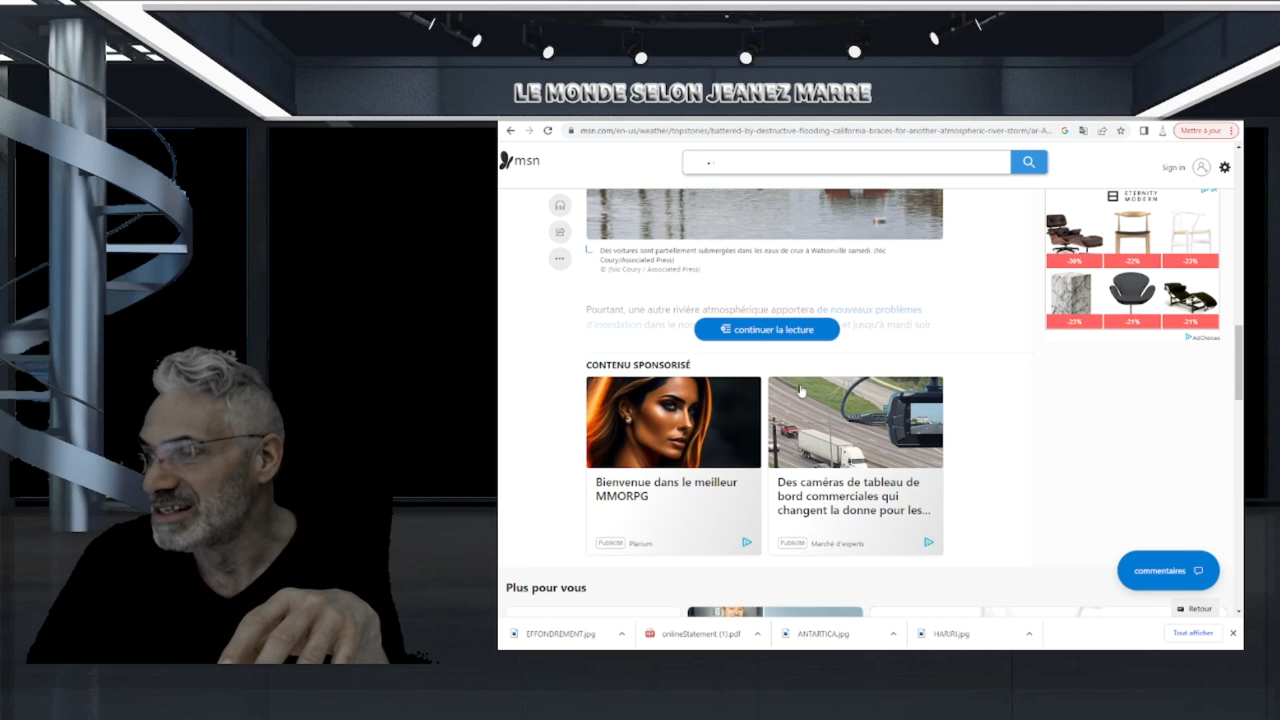 LE MONDE SELON JEANEZ MARRE
msn.com/en-us/weather/topstories/battered-by-destructive-flooding-california-braces-for-another-atmospheric-river-storm/ar-A...
Mettre à jour
msn
Sign in
ETERNITY
MODERN
Des voitures sont partiellement submergées dans les eaux de crue à Watsonville samedi. (Nic
Coury/Associated Press)
© (Nic Coury / Associated Press)
-30% -22% -23%
-23% -21% -21%
AdChoices
Pourtant, une autre rivière atmosphérique apportera de nouveaux problèmes
d'inondation dans le et jusqu'à mardi soir.
continuer la lecture
CONTENU SPONSORISÉ
Bienvenue dans le meilleur
MMORPG
Publicité Plarium
Des caméras de tableau de
bord commerciales qui
changent la donne pour les...
Publicité Marché d'experts
commentaires
Plus pour vous
Retour
EFFONDREMENT.jpg
onlineStatement (1).pdf
ANTARTICA.jpg
HARIRI.jpg
Tout afficher